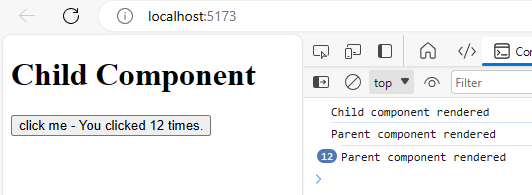 localhost:5173
Child Component
click me - You clicked 12 times.
Co
top
Filter
Child component rendered
Parent component rendered
12 Parent component rendered